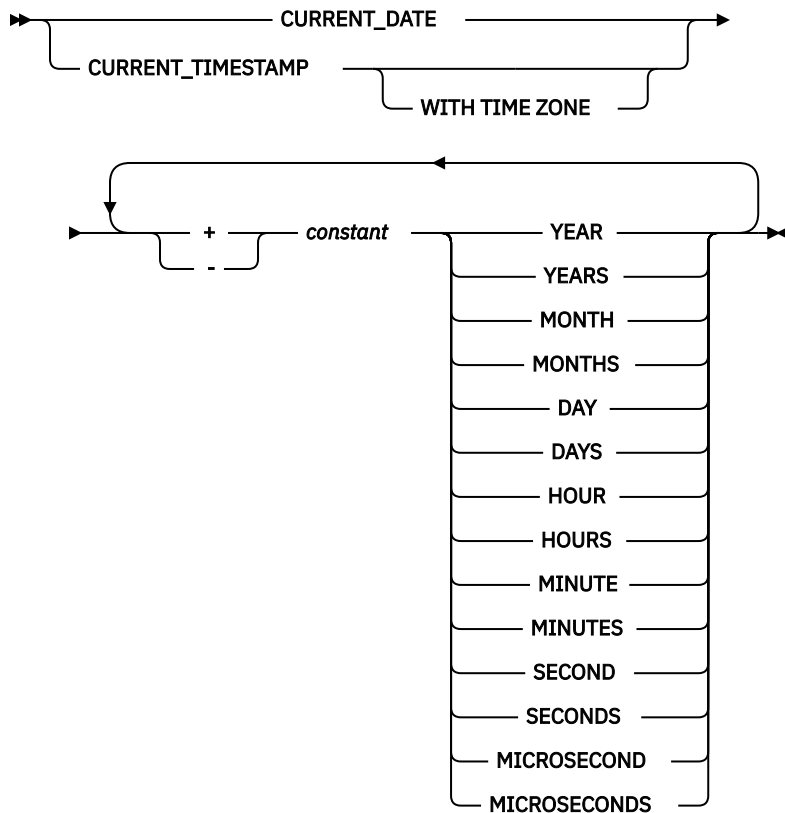 CURRENT_DATE
CURRENT_TIMESTAMP
WITH TIME ZONE
+ constant YEAR
-
YEARS
MONTH
MONTHS
DAY
DAYS
HOUR
HOURS
MINUTE
MINUTES
SECOND
SECONDS
MICROSECOND
MICROSECONDS